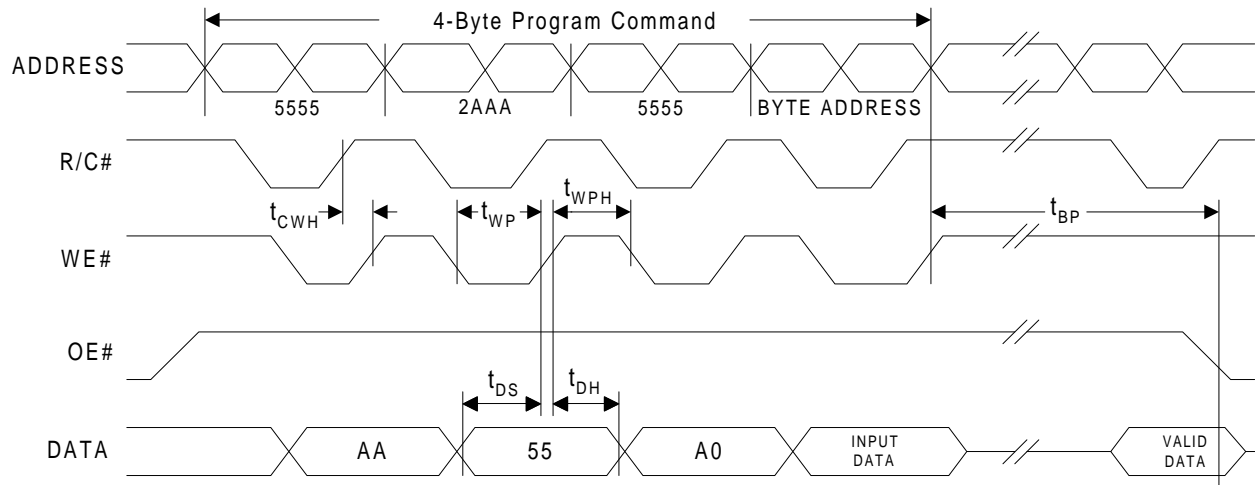 4-Byte Program Command
ADDRESS
5555 2AAA 5555 BYTE ADDRESS
R/C#
tCWH tWP tWPH tBP
WE#
OE#
tDS tDH
DATA AA 55 A0 INPUT DATA VALID DATA